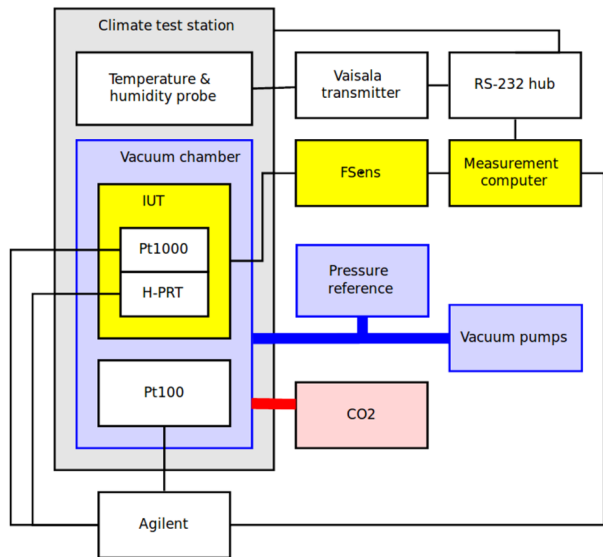 Climate test station
Temperature &
humidity probe
Vaisala
transmitter
RS-232 hub
Vacuum chamber
FSens
Measurement
computer
IUT
Pt1000
H-PRT
Pressure
reference
Vacuum pumps
Pt100
CO2
Agilent